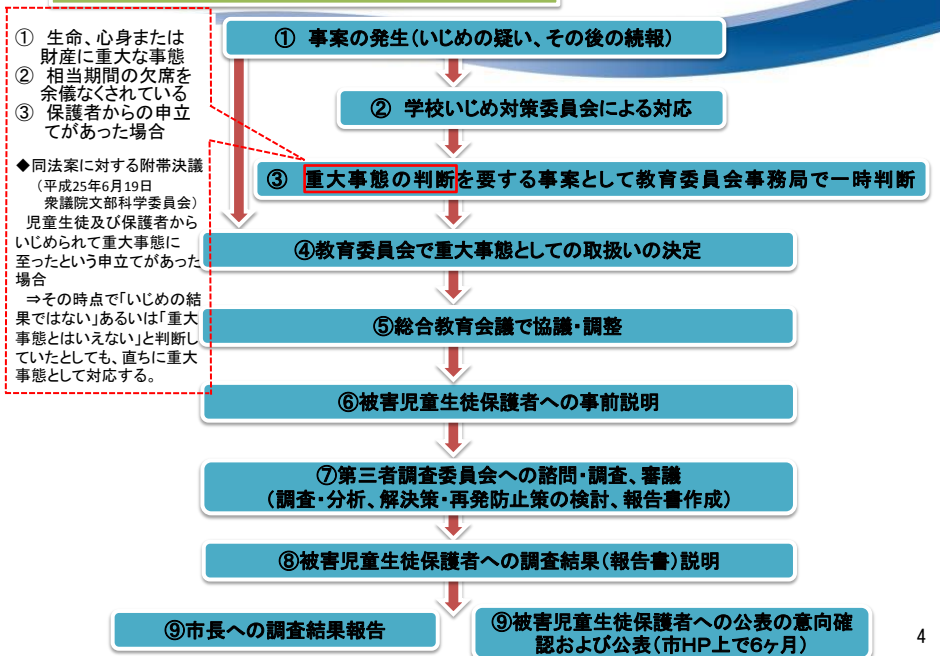 ① 生命、心身または
財産に重大な事態
② 相当期間の欠席を
余儀なくされている
③ 保護者からの申立
てがあった場合
◆同法案に対する附帯決議
（平成25年6月19日
衆議院文部科学委員会）
児童生徒及び保護者から
いじめられて重大事態に
至ったという申立てがあった
場合
⇒その時点で「いじめの結
果ではない」あるいは「重大
事態とはいえない」と判断し
ていたとしても、直ちに重大
事態として対応する。
① 事案の発生（いじめの疑い、その後の続報）
② 学校いじめ対策委員会による対応
③ 重大事態の判断を要する事案として教育委員会事務局で一時判断
④教育委員会で重大事態としての取扱いの決定
⑤総合教育会議で協議・調整
⑥被害児童生徒保護者への事前説明
⑦第三者調査委員会への諮問・調査、審議
（調査・分析、解決策・再発防止策の検討、報告書作成）
⑧被害児童生徒保護者への調査結果（報告書）説明
⑨市長への調査結果報告
⑨被害児童生徒保護者への公表の意向確
認および公表（市HP上で6ヶ月）
4